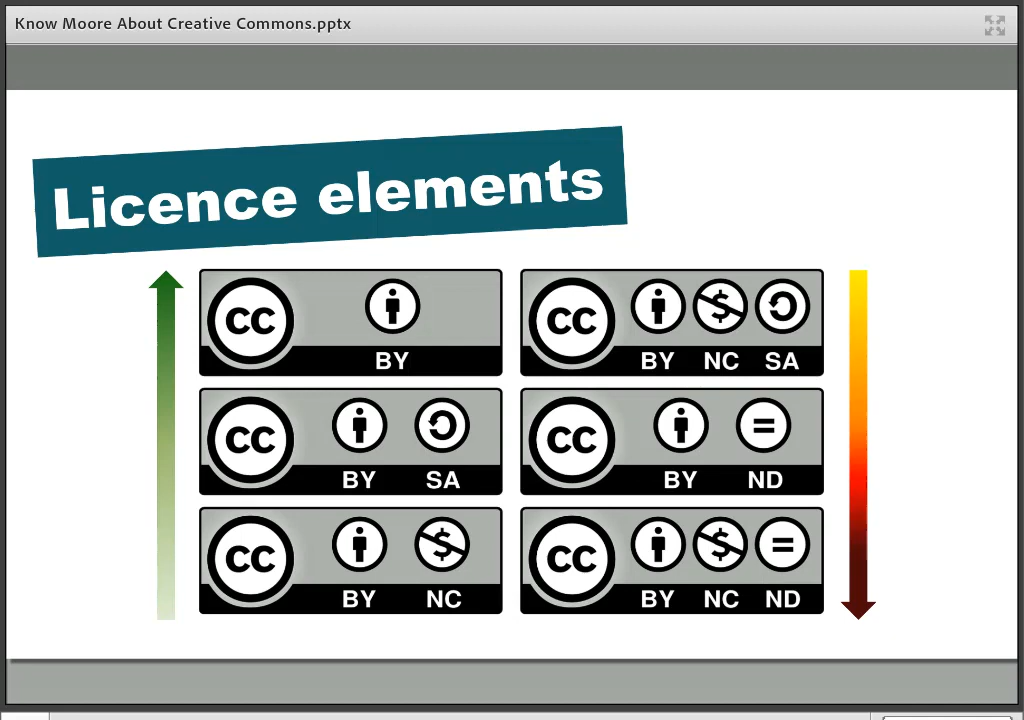 Know Moore About Creative Commons.pptx
Licence elements
CC BY
CC BY NC SA
CC BY SA
CC BY ND
CC BY NC
CC BY NC ND